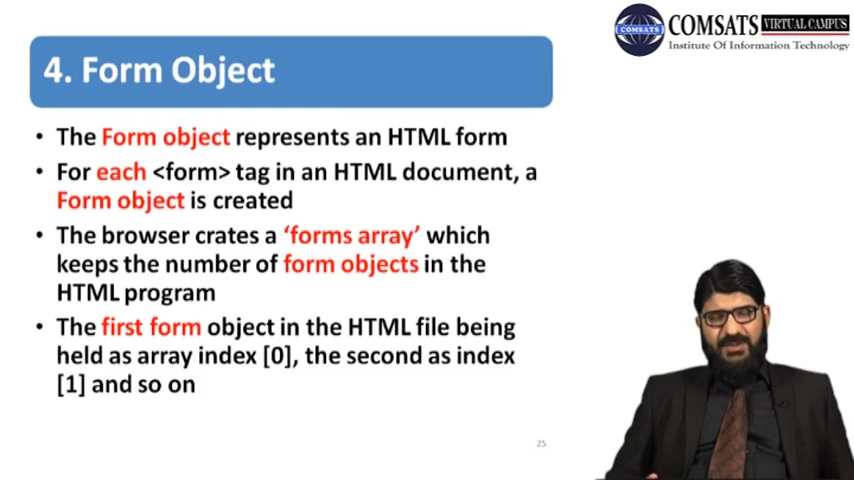 COMSATS VIRTUAL CAMPUS
COMSATS
Institute Of Information Technology
4. Form Object
• The Form object represents an HTML form
• For each <form> tag in an HTML document, a
Form object is created
• The browser crates a ‘forms array’ which
keeps the number of form objects in the
HTML program
• The first form object in the HTML file being
held as array index [0], the second as index
[1] and so on
25